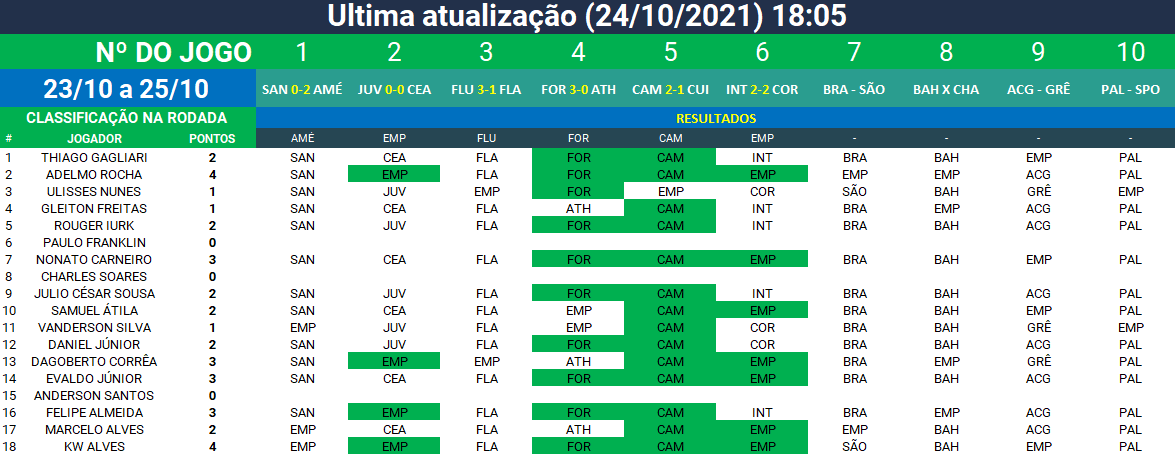 Ultima atualização (24/10/2021) 18:05
Nº DO JOGO 1 2 3 4 5 6 7 8 9 10
23/10 a 25/10 SAN 0-2 AMÉ JUV 0-0 CEA FLU 3-1 FLA FOR 3-0 ATH CAM 2-1 CUI INT 2-2 COR BRA - SÃO BAH X CHA ACG - GRÊ PAL - SPO
CLASSIFICAÇÃO NA RODADA RESULTADOS
# JOGADOR PONTOS AMÉ EMP FLU FOR CAM EMP - - - -
1 THIAGO GAGLIARI 2 SAN CEA FLA FOR CAM INT BRA BAH EMP PAL
2 ADELMO ROCHA 4 SAN EMP FLA FOR CAM EMP EMP EMP ACG PAL
3 ULISSES NUNES 1 SAN JUV EMP FOR EMP COR SÃO BAH GRÊ EMP
4 GLEITON FREITAS 1 SAN CEA FLA ATH CAM INT BRA EMP ACG PAL
5 ROUGER IURK 2 SAN JUV FLA FOR CAM INT BRA BAH ACG PAL
6 PAULO FRANKLIN 0
7 NONATO CARNEIRO 3 SAN CEA FLA FOR CAM EMP BRA BAH EMP PAL
8 CHARLES SOARES 0
9 JULIO CÉSAR SOUSA 2 SAN JUV FLA FOR CAM INT BRA BAH ACG PAL
10 SAMUEL ÁTILA 2 SAN CEA FLA EMP CAM EMP BRA BAH ACG PAL
11 VANDERSON SILVA 1 EMP JUV FLA EMP CAM COR BRA BAH GRÊ EMP
12 DANIEL JÚNIOR 2 SAN JUV FLA FOR CAM COR BRA BAH ACG PAL
13 DAGOBERTO CORRÊA 3 SAN EMP EMP ATH CAM EMP BRA EMP GRÊ PAL
14 EVALDO JÚNIOR 3 SAN CEA FLA FOR CAM EMP BRA BAH ACG PAL
15 ANDERSON SANTOS 0
16 FELIPE ALMEIDA 3 SAN EMP FLA FOR CAM INT BRA EMP ACG PAL
17 MARCELO ALVES 2 EMP CEA FLA ATH CAM EMP EMP BAH ACG PAL
18 KW ALVES 4 EMP EMP FLA FOR CAM EMP SÃO BAH EMP PAL